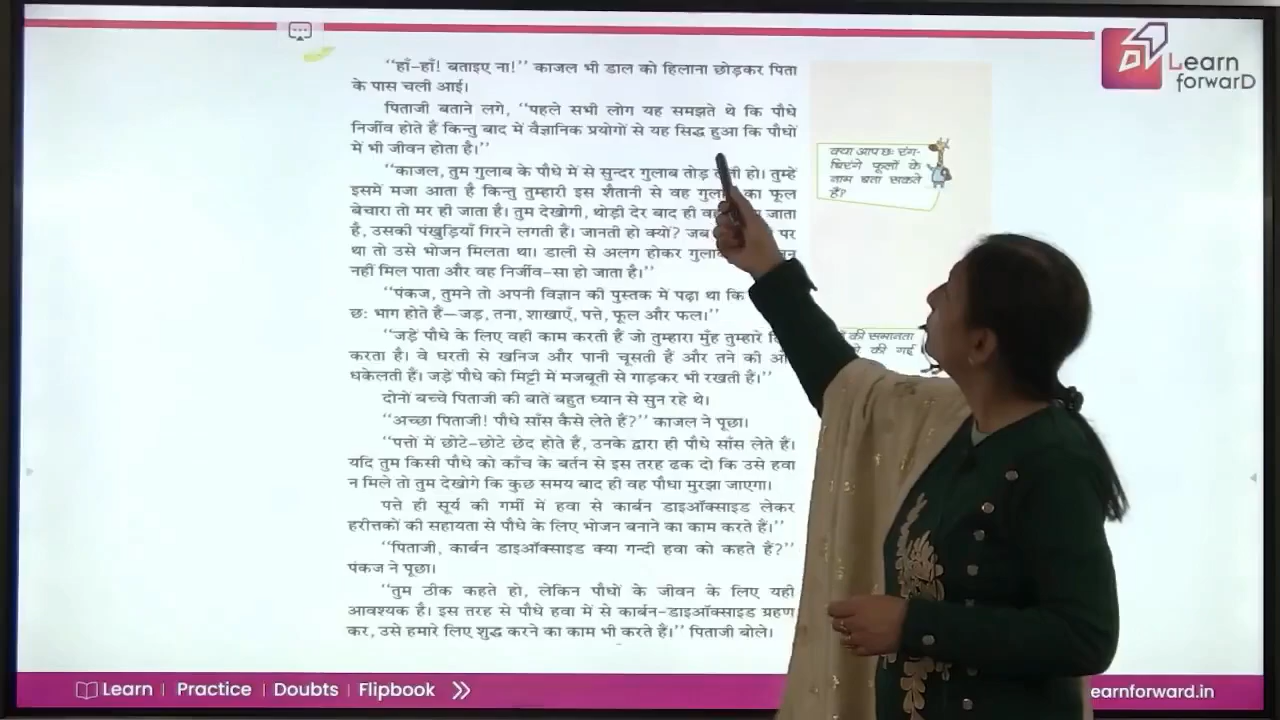 Learn
forwarD
‘‘हाँ-हाँ! बताइए ना!’’ काजल भी डाल को हिलाना छोड़कर पिता
के पास चली आई।
पिताजी बताने लगे, ‘‘पहले सभी लोग यह समझते थे कि पौधे
निर्जीव होते हैं किन्तु बाद में वैज्ञानिक प्रयोगों से यह सिद्ध हुआ कि पौधों
में भी जीवन होता है।’’
‘‘काजल, तुम गुलाब के पौधे में से सुन्दर गुलाब तोड़ हो। तुम्हें
इसमें मजा आता है किन्तु तुम्हारी इस शैतानी से वह का फूल
बेचारा तो मर ही जाता है। तुम देखोगी, थोड़ी देर बाद ही जाता
है, उसकी पंखुड़ियाँ गिरने लगती हैं। जानती हो क्यों? जब पर
था तो उसे भोजन मिलता था। डाली से अलग होकर
नहीं मिल पाता और वह निर्जीव-सा हो जाता है।’’
‘‘पंकज, तुमने तो अपनी विज्ञान की पुस्तक में पढ़ा था कि
छः भाग होते हैं—जड़, तना, शाखाएँ, पत्ते, फूल और फल।’’
‘‘जड़ें पौधे के लिए वही काम करती हैं जो तुम्हारा मुँह तुम्हारे
करता है। वे धरती से खनिज और पानी चूसती हैं और तने की
धकेलती हैं। जड़ें पौधे को मिट्टी में मजबूती से गाड़कर भी रखती हैं।’’
दोनों बच्चे पिताजी की बातें बहुत ध्यान से सुन रहे थे।
‘‘अच्छा पिताजी! पौधे साँस कैसे लेते हैं?’’ काजल ने पूछा।
‘‘पत्तों में छोटे-छोटे छेद होते हैं, उनके द्वारा ही पौधे साँस लेते हैं।
यदि तुम किसी पौधे को काँच के बर्तन से इस तरह ढक दो कि उसे हवा
न मिले तो तुम देखोगे कि कुछ समय बाद ही वह पौधा मुरझा जाएगा।
पत्ते ही सूर्य की गर्मी में हवा से कार्बन डाइऑक्साइड लेकर
हरीत्तकों की सहायता से पौधे के लिए भोजन बनाने का काम करते हैं।’’
‘‘पिताजी, कार्बन डाइऑक्साइड क्या गन्दी हवा को कहते हैं?’’
पंकज ने पूछा।
‘‘तुम ठीक कहते हो, लेकिन पौधों के जीवन के लिए यही
आवश्यक है। इस तरह से पौधे हवा में से कार्बन-डाइऑक्साइड ग्रहण
कर, उसे हमारे लिए शुद्ध करने का काम भी करते हैं।’’ पिताजी बोले।
क्या आप छः रंग-
बिरंगे फूलों के
नाम बता सकते
हैं?
की समानता
की गई
Learn | Practice | Doubts | Flipbook
earnforward.in